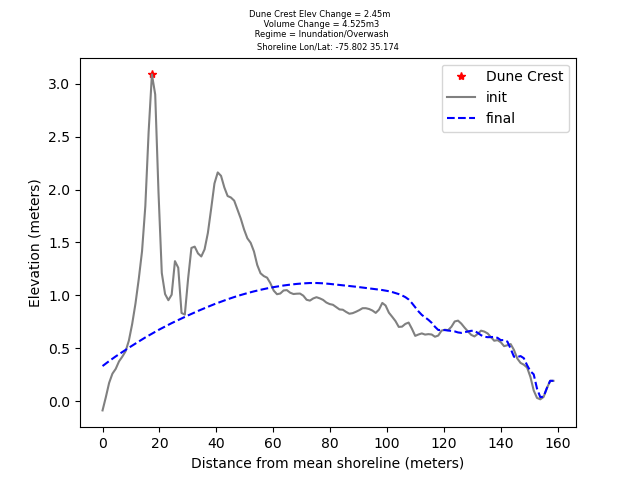 Dune Crest Elev Change = 2.45m
Volume Change = 4.525m3
Regime = Inundation/Overwash
Shoreline Lon/Lat: -75.802 35.174
Dune Crest
init
final
Elevation (meters)
3.0
2.5
2.0
1.5
1.0
0.5
0.0
0 20 40 60 80 100 120 140 160
Distance from mean shoreline (meters)